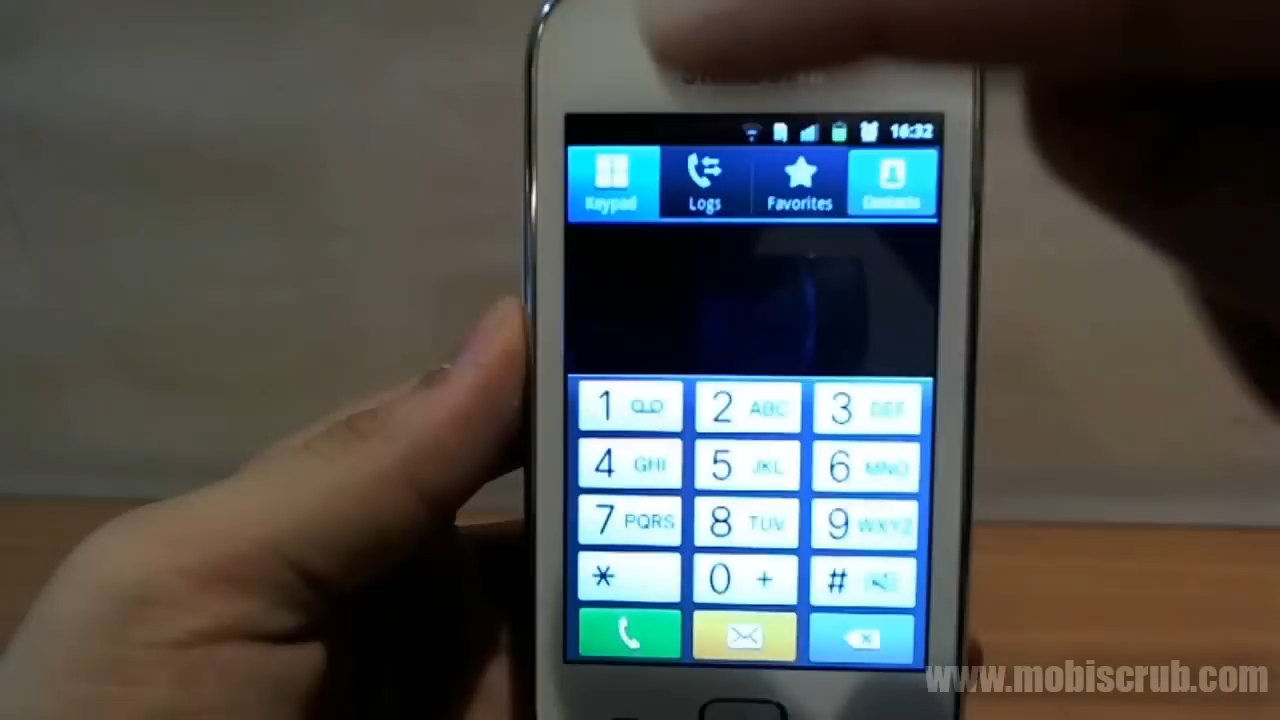 16:32
Keypad Logs Favorites Contacts
1 2 ABC 3 DEF
4 GHI 5 JKL 6 MNO
7 PQRS 8 TUV 9 WXYZ
* 0 + #
www.mobiscrub.com